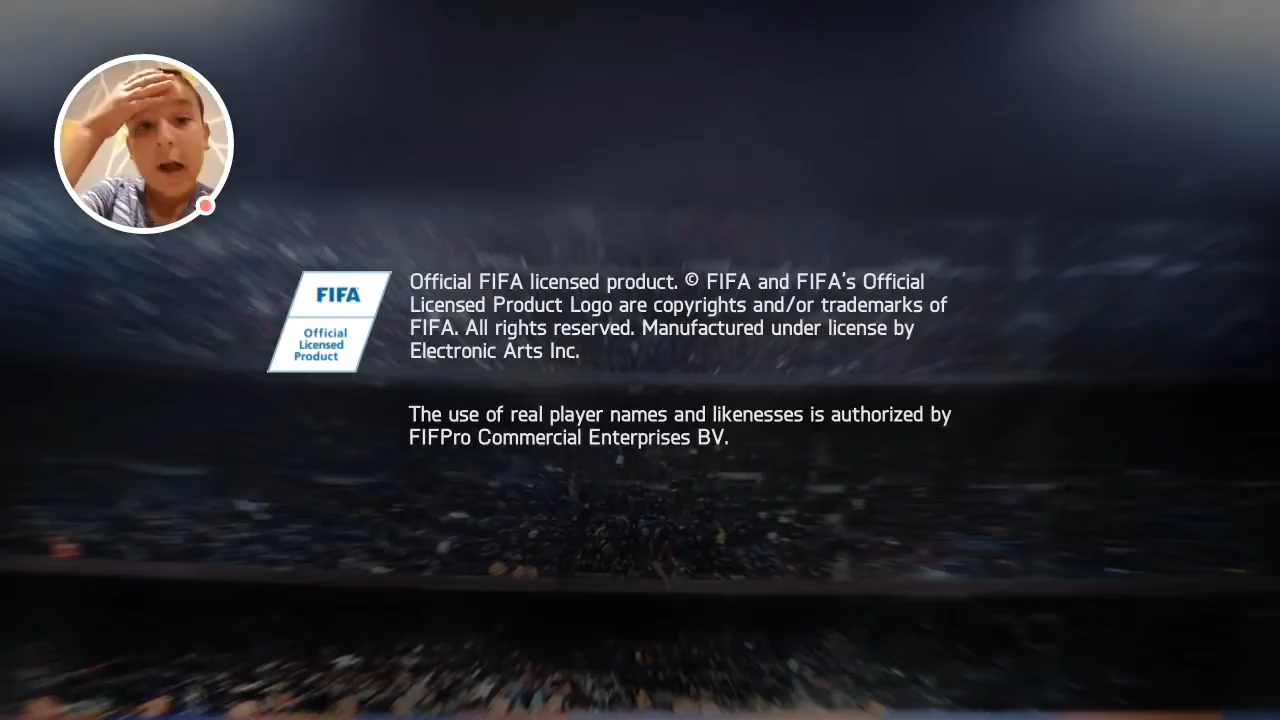 FIFA
Official
Licensed
Product
Official FIFA licensed product. © FIFA and FIFA's Official
Licensed Product Logo are copyrights and/or trademarks of
FIFA. All rights reserved. Manufactured under license by
Electronic Arts Inc.
The use of real player names and likenesses is authorized by
FIFPro Commercial Enterprises BV.